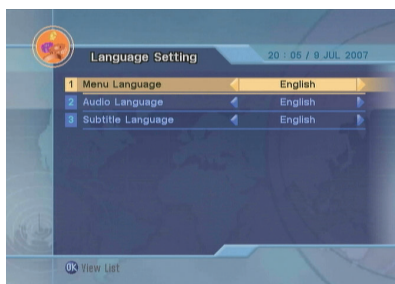 Language Setting
20 : 05 / 9 JUL 2007
1 Menu Language English
2 Audio Language English
3 Subtitle Language English
OK View List